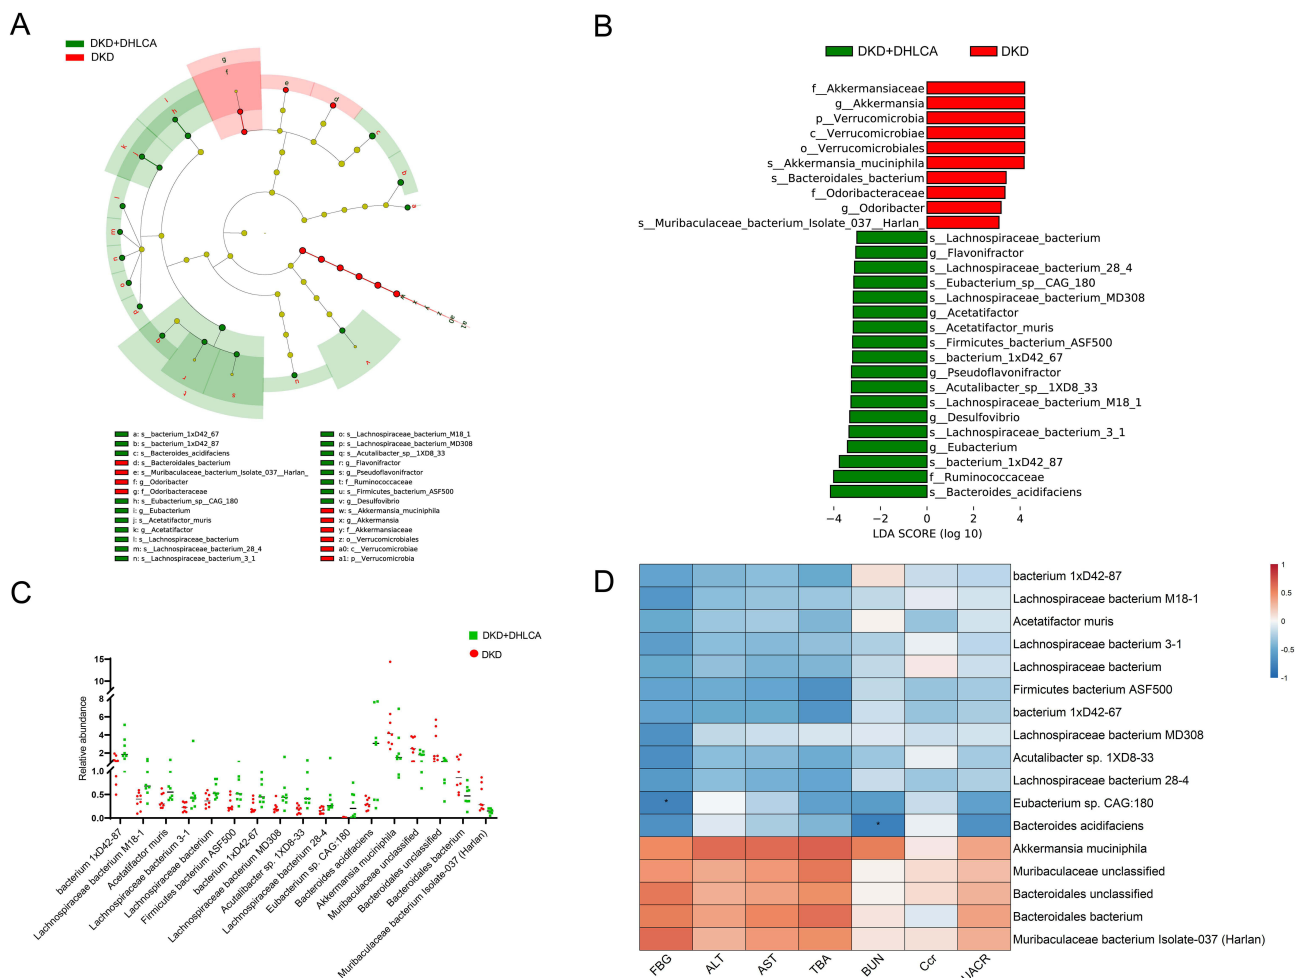 A
DKD+DHLCA
DKD
g
f
e
d
c
b
a
l
k
j
i
m
n
o
p
q
r
t
s
u
v
w
x
y
z
a0
a1
a: s__bacterium_1xD42_67
b: s__bacterium_1xD42_87
c: s__Bacteroides_acidifaciens
d: s__Bacteroidales_bacterium
e: s__Muribaculaceae_bacterium_Isolate_037__Harlan_
f: g__Odoribacter
g: f__Odoribacteraceae
h: s__Eubacterium_sp__CAG_180
i: g__Eubacterium
j: s__Acetatifactor_muris
k: g__Acetatifactor
l: s__Lachnospiraceae_bacterium
m: s__Lachnospiraceae_bacterium_28_4
n: s__Lachnospiraceae_bacterium_3_1
o: s__Lachnospiraceae_bacterium_M18_1
p: s__Lachnospiraceae_bacterium_MD308
q: s__Acutalibacter_sp__1XD8_33
r: g__Flavonifractor
s: g__Pseudoflavonifractor
t: f__Ruminococcaceae
u: s__Firmicutes_bacterium_ASF500
v: g__Desulfovibrio
w: s__Akkermansia_muciniphila
x: g__Akkermansia
y: f__Akkermansiaceae
z: o__Verrucomicrobiales
a0: c__Verrucomicrobiae
a1: p__Verrucomicrobia
B
DKD+DHLCA
DKD
f__Akkermansiaceae
g__Akkermansia
p__Verrucomicrobia
c__Verrucomicrobiae
o__Verrucomicrobiales
s__Akkermansia_muciniphila
s__Bacteroidales_bacterium
f__Odoribacteraceae
g__Odoribacter
s__Muribaculaceae_bacterium_Isolate_037__Harlan_
s__Lachnospiraceae_bacterium
g__Flavonifractor
s__Lachnospiraceae_bacterium_28_4
s__Eubacterium_sp__CAG_180
s__Lachnospiraceae_bacterium_MD308
g__Acetatifactor
s__Acetatifactor_muris
s__Firmicutes_bacterium_ASF500
s__bacterium_1xD42_67
g__Pseudoflavonifractor
s__Acutalibacter_sp__1XD8_33
s__Lachnospiraceae_bacterium_M18_1
g__Desulfovibrio
s__Lachnospiraceae_bacterium_3_1
g__Eubacterium
s__bacterium_1xD42_87
f__Ruminococcaceae
s__Bacteroides_acidifaciens
−4 −2 0 2 4
LDA SCORE (log 10)
C
DKD+DHLCA
DKD
Relative abundance
15
10
8
6
4
2
1.0
0.5
0.0
bacterium 1xD42-87
Lachnospiraceae bacterium M18-1
Acetatifactor muris
Lachnospiraceae bacterium 3-1
Lachnospiraceae bacterium
Firmicutes bacterium ASF500
bacterium 1xD42-67
Lachnospiraceae bacterium MD308
Acutalibacter sp. 1XD8-33
Lachnospiraceae bacterium 28-4
Eubacterium sp. CAG:180
Bacteroides acidifaciens
Akkermansia muciniphila
Muribaculaceae unclassified
Bacteroidales unclassified
Bacteroidales bacterium
Muribaculaceae bacterium Isolate-037 (Harlan)
D
bacterium 1xD42-87
Lachnospiraceae bacterium M18-1
Acetatifactor muris
Lachnospiraceae bacterium 3-1
Lachnospiraceae bacterium
Firmicutes bacterium ASF500
bacterium 1xD42-67
Lachnospiraceae bacterium MD308
Acutalibacter sp. 1XD8-33
Lachnospiraceae bacterium 28-4
Eubacterium sp. CAG:180
Bacteroides acidifaciens
Akkermansia muciniphila
Muribaculaceae unclassified
Bacteroidales unclassified
Bacteroidales bacterium
Muribaculaceae bacterium Isolate-037 (Harlan)
*
*
FBG ALT AST TBA BUN Ccr UACR
1
0.5
0
-0.5
-1